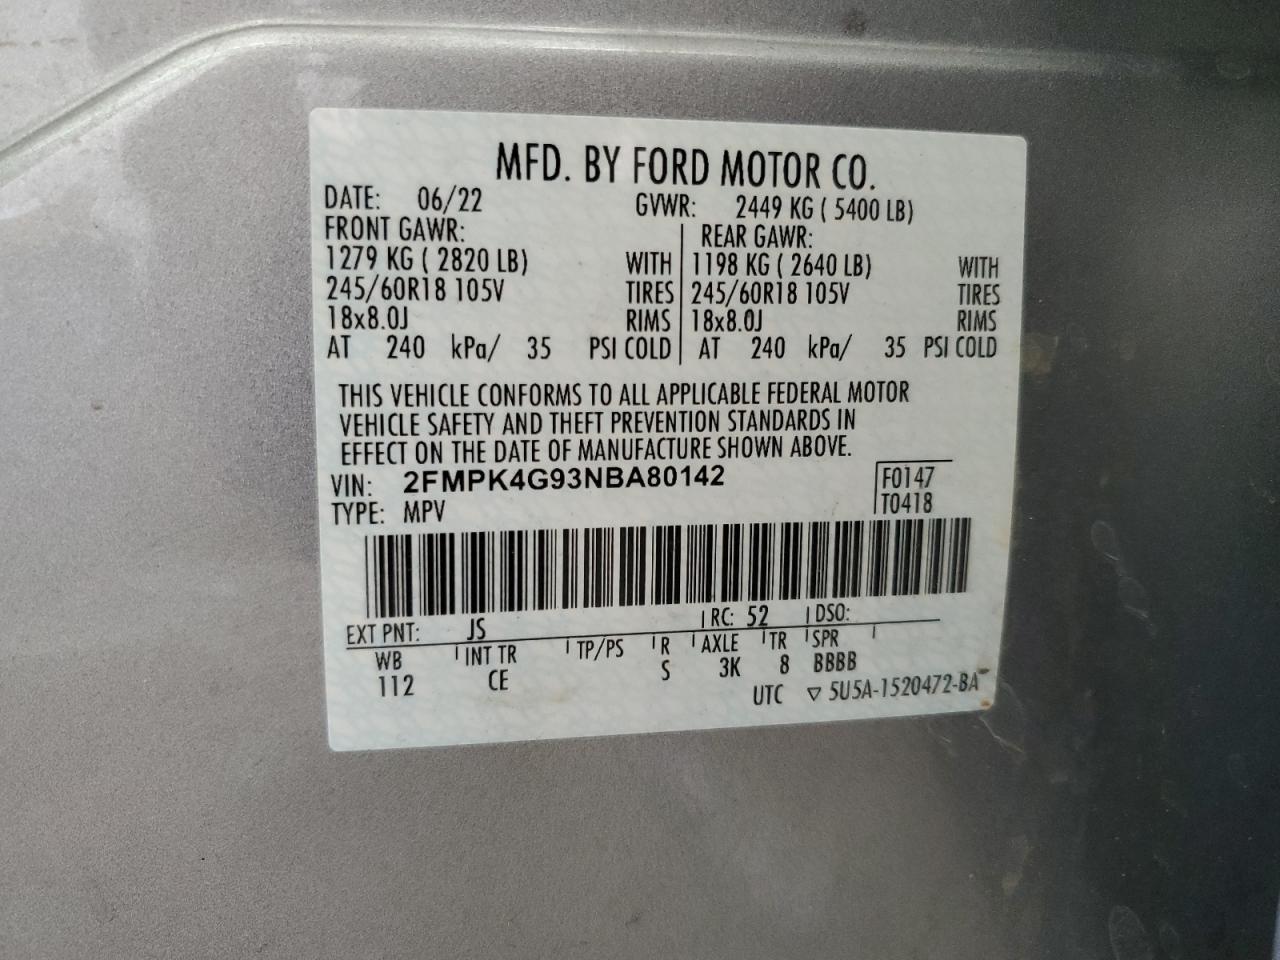 MFD. BY FORD MOTOR CO.
DATE: 06/22 GVWR: 2449 KG ( 5400 LB)
FRONT GAWR: REAR GAWR:
1279 KG ( 2820 LB) WITH 1198 KG ( 2640 LB) WITH
245/60R18 105V TIRES 245/60R18 105V TIRES
18x8.0J RIMS 18x8.0J RIMS
AT 240 kPa/ 35 PSI COLD AT 240 kPa/ 35 PSI COLD
THIS VEHICLE CONFORMS TO ALL APPLICABLE FEDERAL MOTOR
VEHICLE SAFETY AND THEFT PREVENTION STANDARDS IN
EFFECT ON THE DATE OF MANUFACTURE SHOWN ABOVE.
VIN: 2FMPK4G93NBA80142 F0147
TYPE: MPV T0418
EXT PNT: JS RC: 52 DSO:
WB INT TR TP/PS R AXLE TR SPR
112 CE S 3K 8 BBBB
UTC ▽ 5U5A-1520472-BA